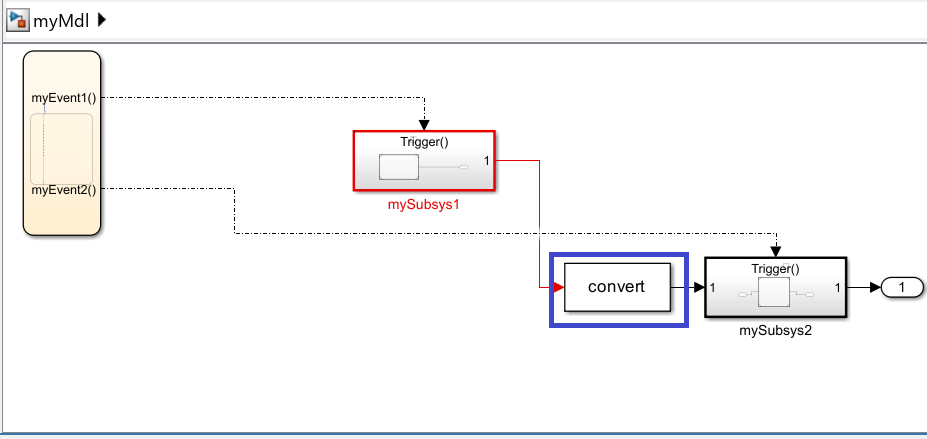 myMdl
myEvent1()
Trigger()
1
mySubsys1
myEvent2()
convert
Trigger()
1
1
mySubsys2
1